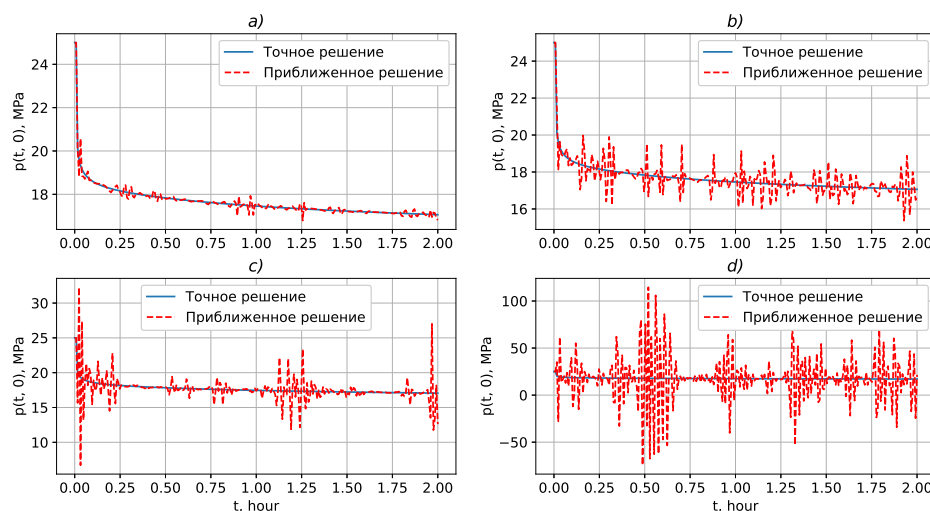 a)
b)
p(t, 0), MPa
24
22
20
18
Точное решение
Приближенное решение
0.00 0.25 0.50 0.75 1.00 1.25 1.50 1.75 2.00
p(t, 0), MPa
24
22
20
18
16
Точное решение
Приближенное решение
0.00 0.25 0.50 0.75 1.00 1.25 1.50 1.75 2.00
c)
d)
p(t, 0), MPa
30
25
20
15
10
Точное решение
Приближенное решение
0.00 0.25 0.50 0.75 1.00 1.25 1.50 1.75 2.00
t, hour
p(t, 0), MPa
100
50
0
−50
Точное решение
Приближенное решение
0.00 0.25 0.50 0.75 1.00 1.25 1.50 1.75 2.00
t, hour